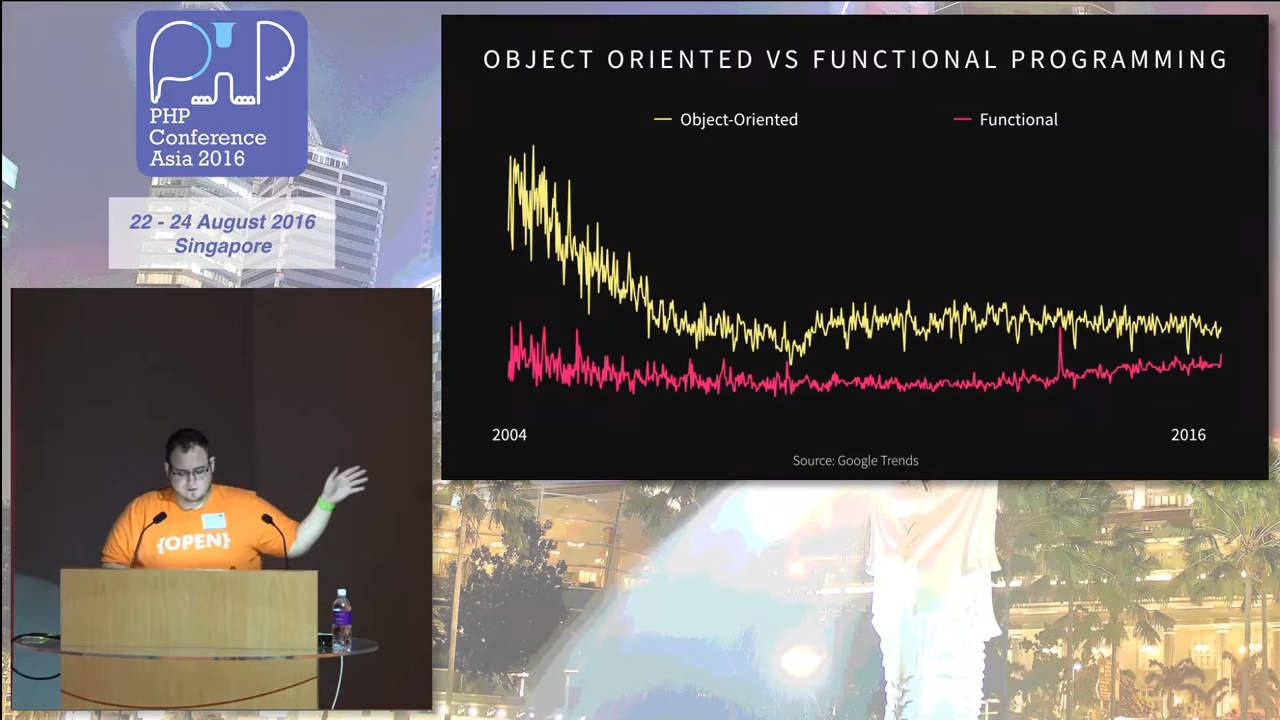 PHP
Conference
Asia 2016
22 - 24 August 2016
Singapore
OBJECT ORIENTED VS FUNCTIONAL PROGRAMMING
Object-Oriented
Functional
2004
2016
Source: Google Trends
{OPEN}